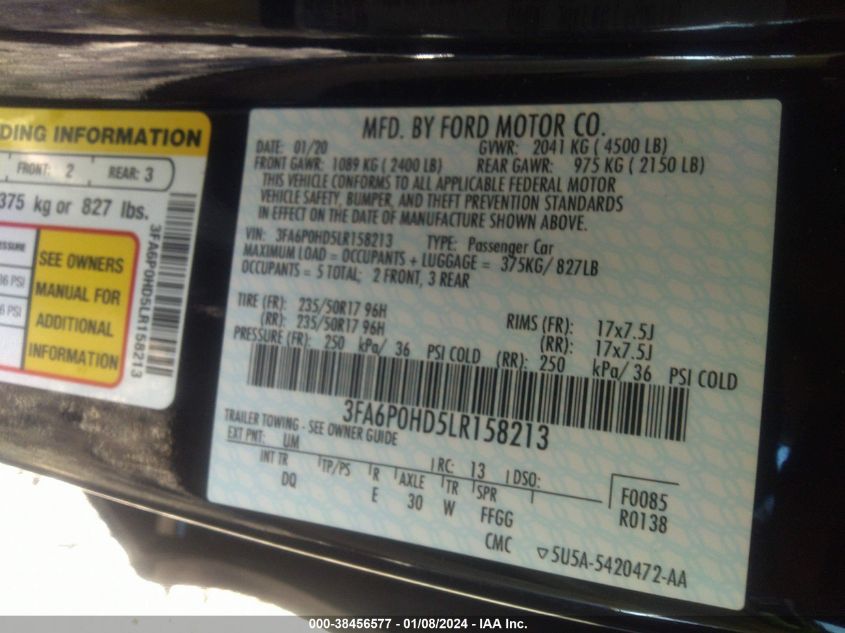 DING INFORMATION
FRONT: 2 REAR: 3
375 kg or 827 lbs.
PRESSURE
36 PSI
6 PSI
SEE OWNERS
MANUAL FOR
ADDITIONAL
INFORMATION
3FA6P0HD5LR158213
MFD. BY FORD MOTOR CO.
DATE: 01/20 GVWR: 2041 KG ( 4500 LB)
FRONT GAWR: 1089 KG ( 2400 LB) REAR GAWR: 975 KG ( 2150 LB)
THIS VEHICLE CONFORMS TO ALL APPLICABLE FEDERAL MOTOR
VEHICLE SAFETY, BUMPER, AND THEFT PREVENTION STANDARDS
IN EFFECT ON THE DATE OF MANUFACTURE SHOWN ABOVE.
VIN: 3FA6P0HD5LR158213 TYPE: Passenger Car
MAXIMUM LOAD = OCCUPANTS + LUGGAGE = 375KG/ 827LB
OCCUPANTS = 5 TOTAL; 2 FRONT, 3 REAR
TIRE (FR): 235/50R17 96H RIMS (FR): 17x7.5J
(RR): 235/50R17 96H (RR): 17x7.5J
PRESSURE (FR): 250 kPa/ 36 PSI COLD (RR): 250 kPa/ 36 PSI COLD
3FA6P0HD5LR158213
TRAILER TOWING - SEE OWNER GUIDE
EXT PNT: UM RC: 13 DSO:
INT TR TP/PS R AXLE TR SPR
DQ E 30 W FFGG
CMC
F0085
R0138
▽5U5A-5420472-AA
000-38456577 - 01/08/2024 - IAA Inc.